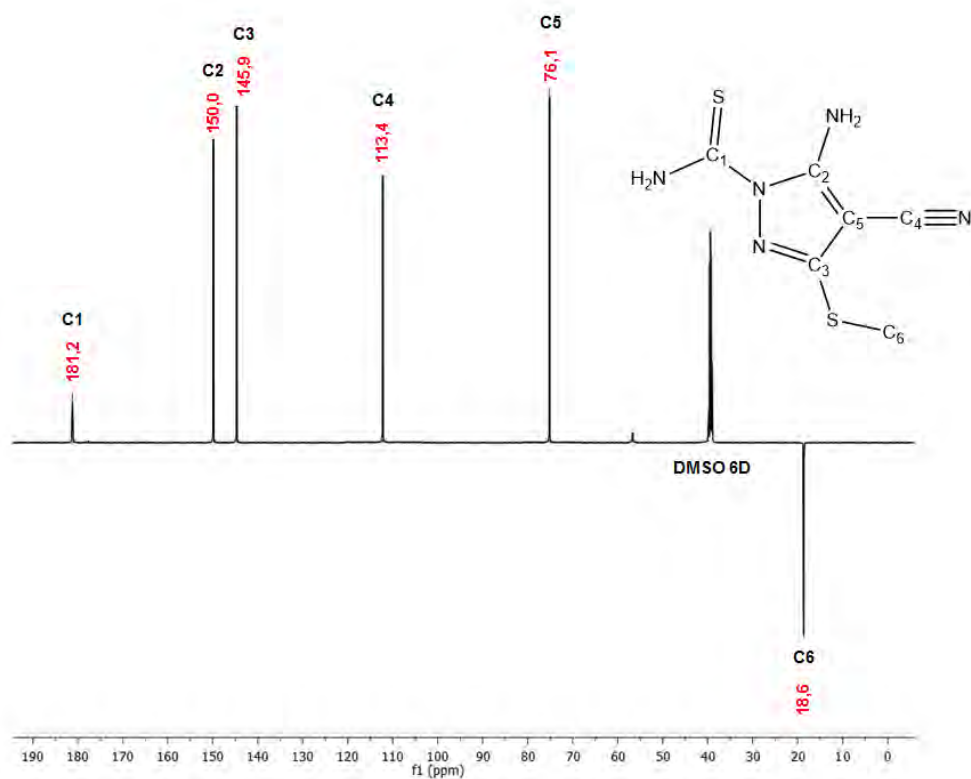 C1
181,2
C2
150,0
C3
145,9
C4
113,4
C5
76,1
S
NH2
C1
H2N
N
C2
C5
C4
N
N
C3
S
C6
DMSO 6D
C6
18,6
190 180 170 160 150 140 130 120 110 100 90 80 70 60 50 40 30 20 10 0
f1 (ppm)